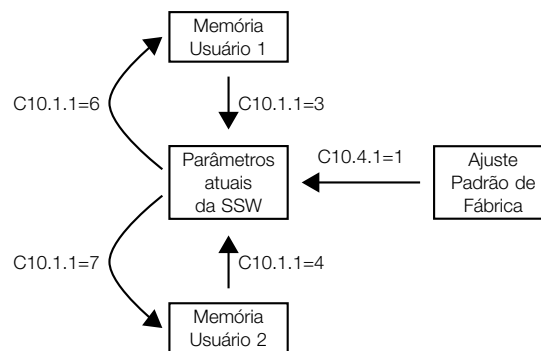 Memória
Usuário 1
C10.1.1=6
C10.1.1=3
Parâmetros
atuais
da SSW
C10.4.1=1
Ajuste
Padrão de
Fábrica
C10.1.1=7
C10.1.1=4
Memória
Usuário 2